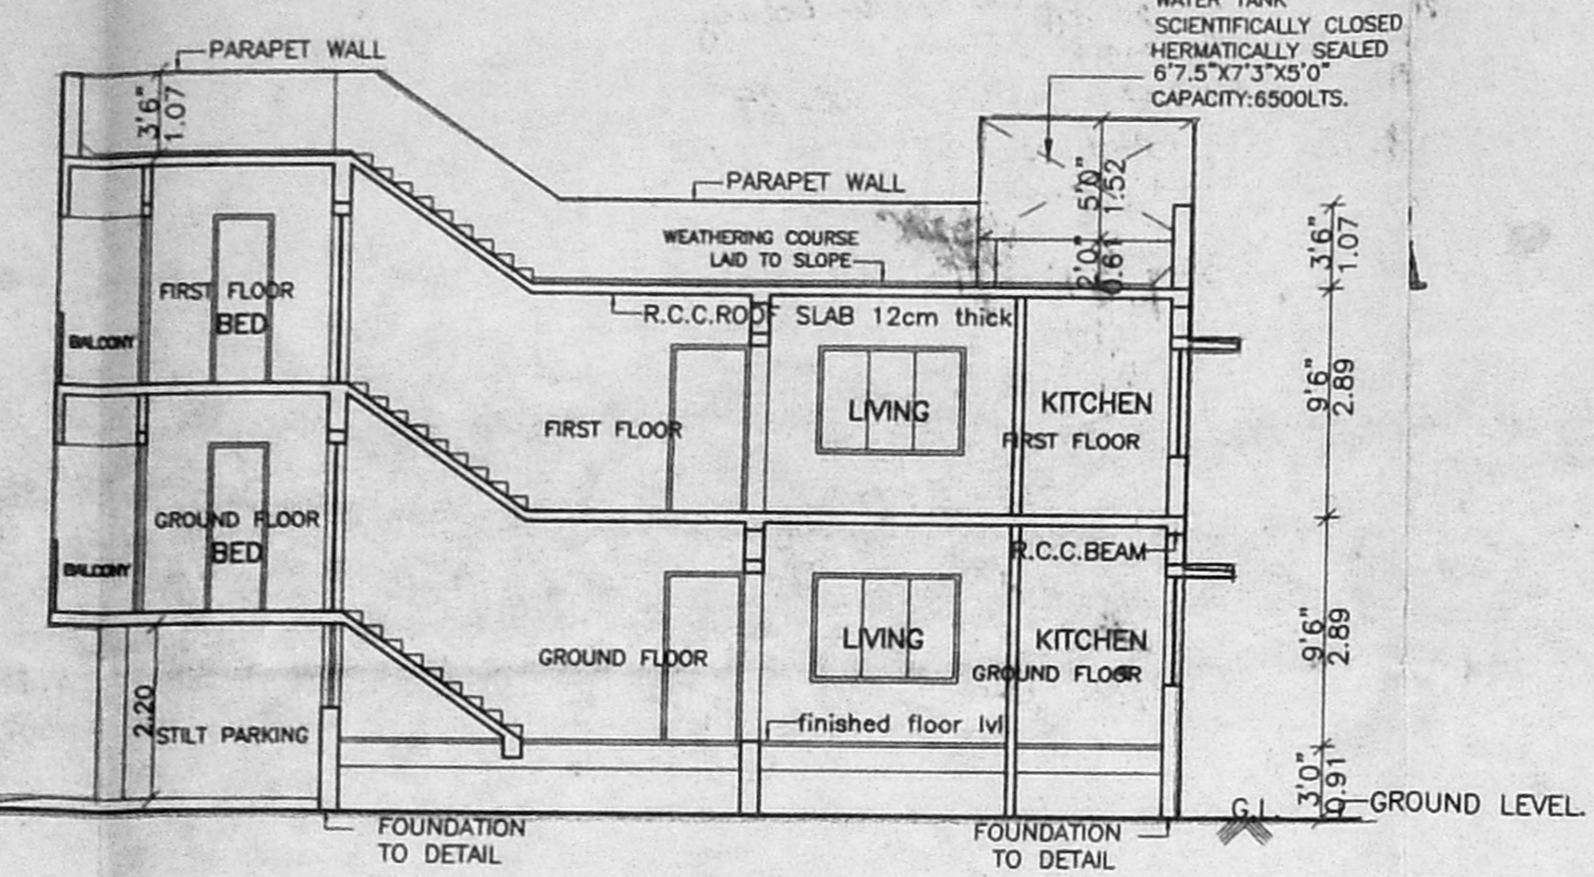 WATER TANK
SCIENTIFICALLY CLOSED
HERMATICALLY SEALED
6'7.5"X7'3"X5'0"
CAPACITY:6500LTS.
PARAPET WALL
3'6"
1.07
PARAPET WALL
5'0"
1.52
WEATHERING COURSE
LAID TO SLOPE
2'0"
0.61
3'6"
1.07
FIRST FLOOR
BED
BALCONY
R.C.C.ROOF SLAB 12cm thick
LIVING
KITCHEN
FIRST FLOOR
FIRST FLOOR
9'6"
2.89
GROUND FLOOR
BED
BALCONY
R.C.C.BEAM
LIVING
KITCHEN
GROUND FLOOR
GROUND FLOOR
9'6"
2.89
2.20
STILT PARKING
finished floor lvl
3'0"
0.91
G.L.
GROUND LEVEL.
FOUNDATION
TO DETAIL
FOUNDATION
TO DETAIL